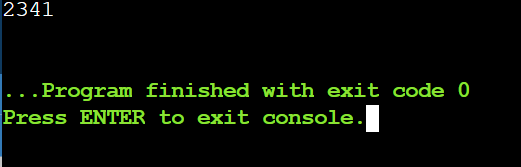 2341
...Program finished with exit code 0
Press ENTER to exit console.